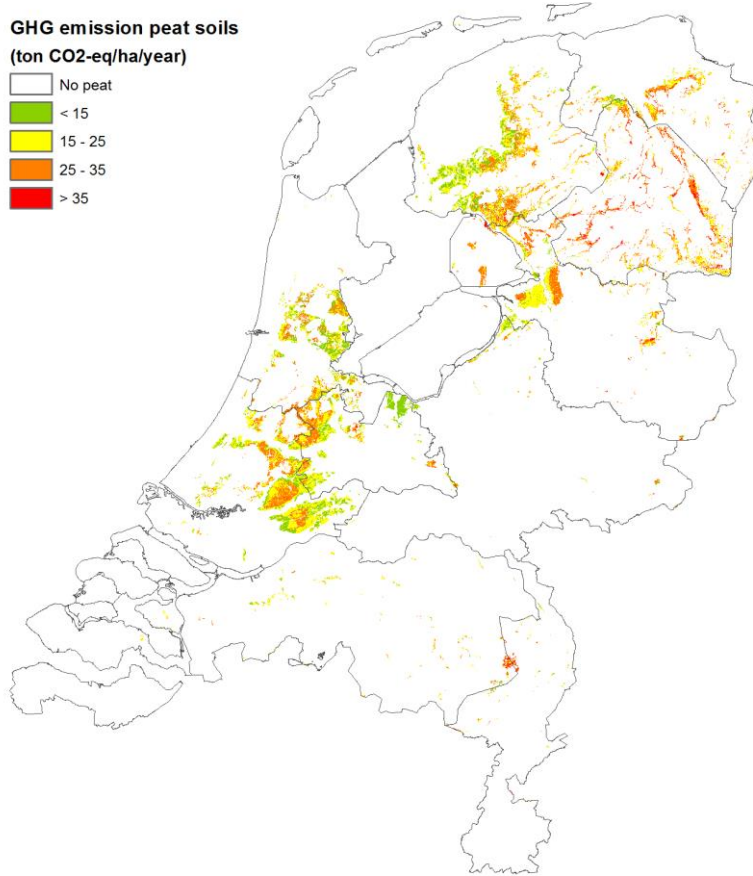 GHG emission peat soils
(ton CO2-eq/ha/year)
No peat
< 15
15 - 25
25 - 35
> 35